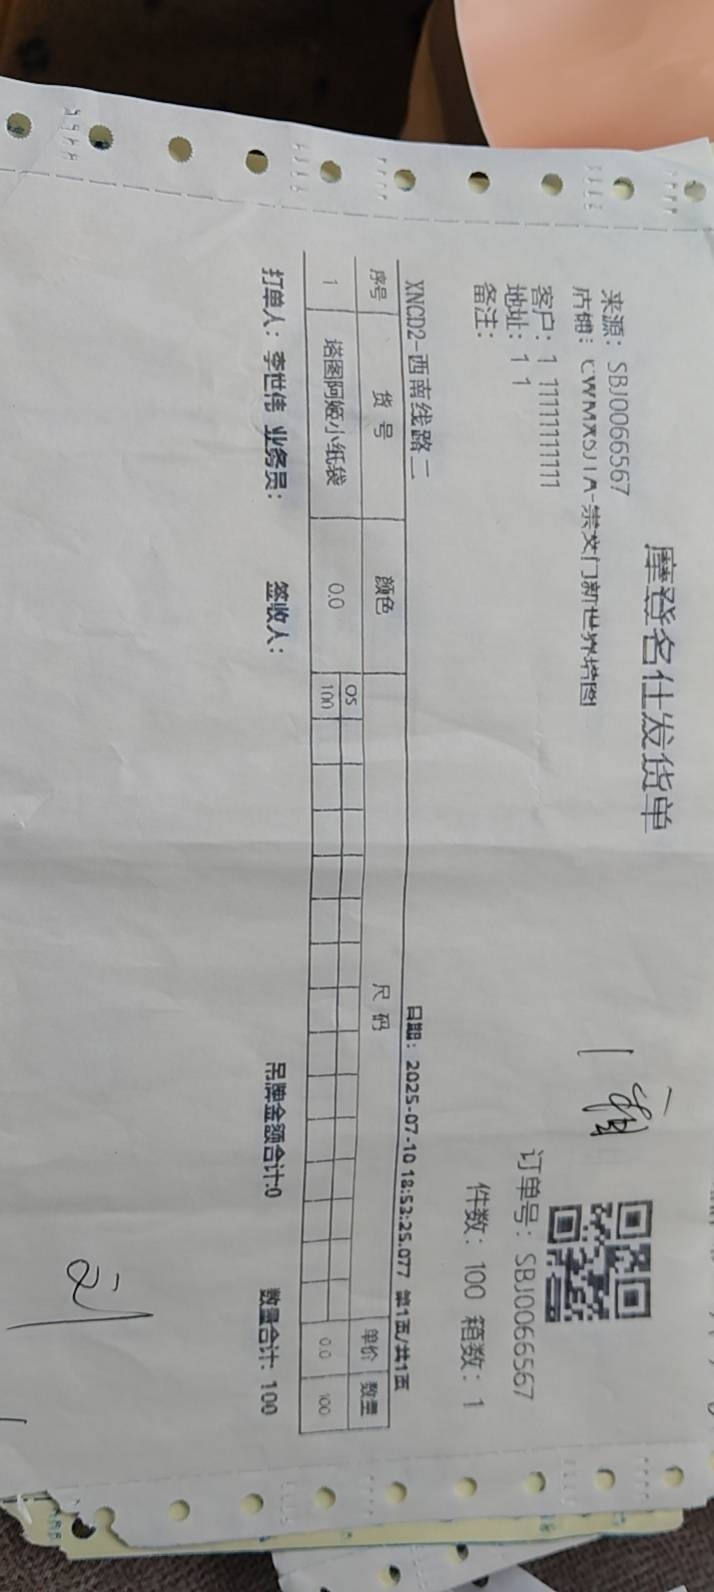 摩登名仕发货单
来源：SBJ0066567
店铺：CWMXSJTA-崇文门新世界塔图
客户：1 11111111111
订单号：SBJ0066567
地址：1 1
件数：100 箱数：1
备注：
XNCD2-西南线路二 日期：2025-07-10 18:53:25.077 第1页/共1页
序号 货号 颜色 尺码 单价 数量
OS
1 塔图阿姬小纸袋 0.0 100 0.0 100
打单人：李世伟 业务员： 签收人： 吊牌金额合计:0 数量合计：100